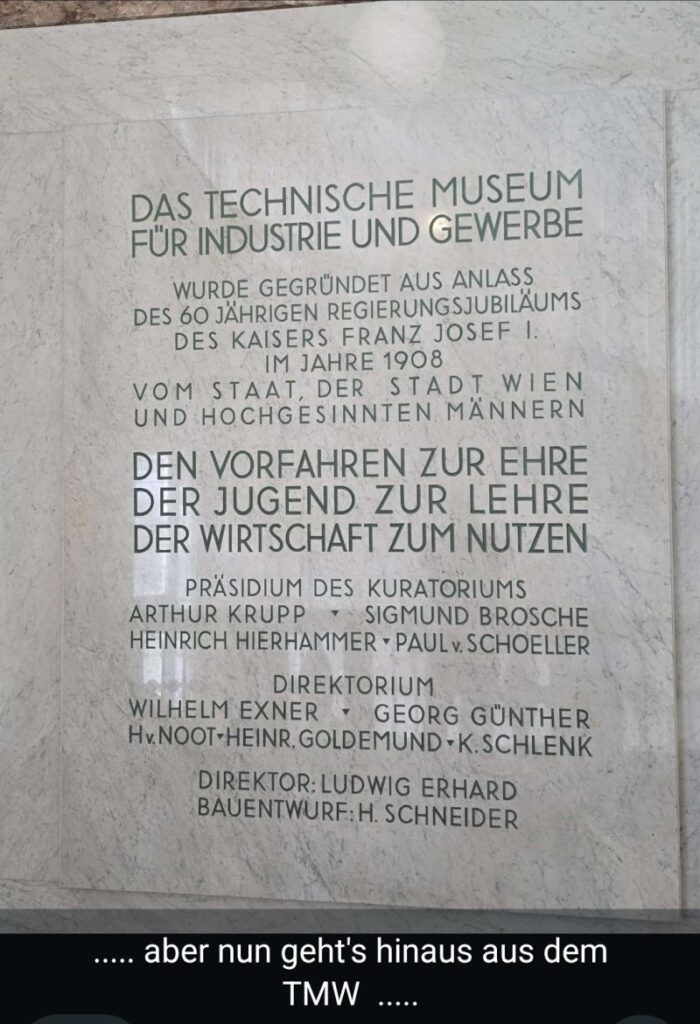 DAS TECHNISCHE MUSEUM
FÜR INDUSTRIE UND GEWERBE
WURDE GEGRÜNDET AUS ANLASS
DES 60 JÄHRIGEN REGIERUNGSJUBILÄUMS
DES KAISERS FRANZ JOSEF I.
IM JAHRE 1908
VOM STAAT, DER STADT WIEN
UND HOCHGESINNTEN MÄNNERN
DEN VORFAHREN ZUR EHRE
DER JUGEND ZUR LEHRE
DER WIRTSCHAFT ZUM NUTZEN
PRÄSIDIUM DES KURATORIUMS
ARTHUR KRUPP ▾ SIGMUND BROSCHE
HEINRICH HIERHAMMER ▾ PAUL v. SCHOELLER
DIREKTORIUM
WILHELM EXNER ▾ GEORG GÜNTHER
H.v. NOOT ▾ HEINR. GOLDEMUND ▾ K. SCHLENK
DIREKTOR: LUDWIG ERHARD
BAUENTWURF: H. SCHNEIDER
..... aber nun geht's hinaus aus dem
TMW .....